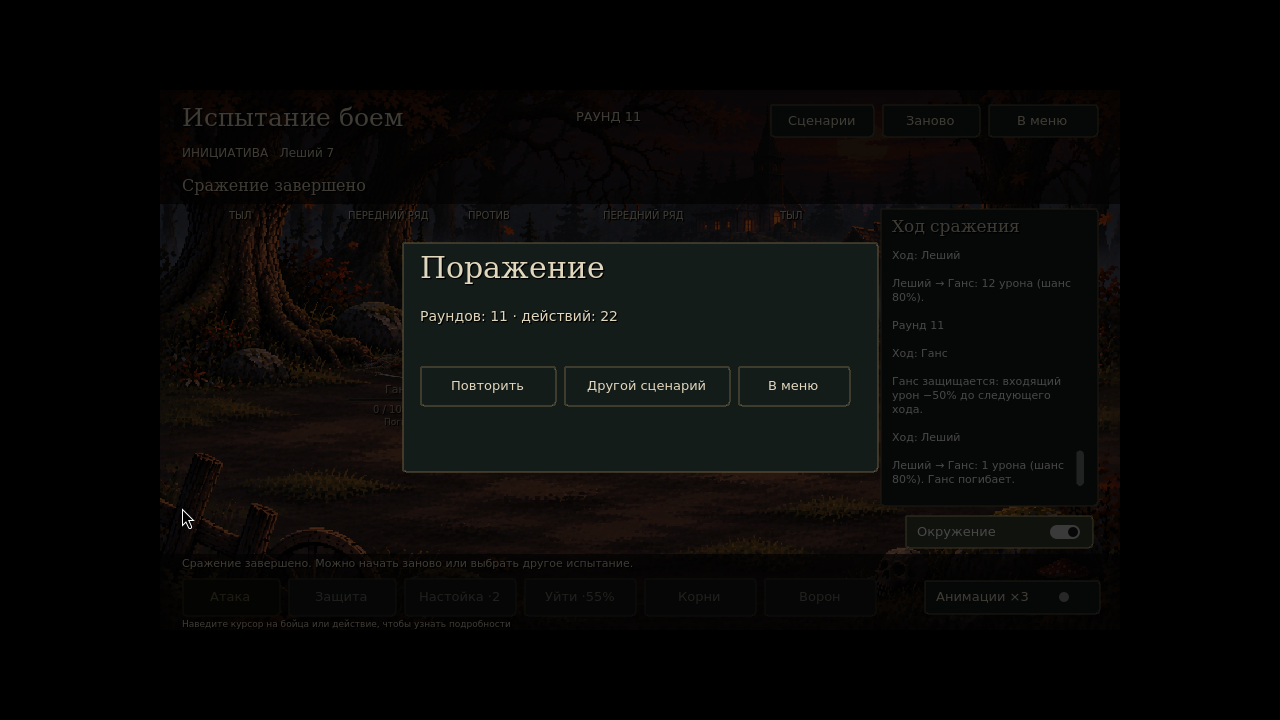 Испытание боем
РАУНД 11
Сценарии
Заново
В меню
ИНИЦИАТИВА Леший 7
Сражение завершено
ТЫЛ
ПЕРЕДНИЙ РЯД
ПРОТИВ
ПЕРЕДНИЙ РЯД
ТЫЛ
Ход сражения
Ход: Леший
Леший → Ганс: 12 урона (шанс
80%).
Раунд 11
Ход: Ганс
Ганс защищается: входящий
урон −50% до следующего
хода.
Ход: Леший
Леший → Ганс: 1 урона (шанс
80%). Ганс погибает.
Поражение
Раундов: 11 · действий: 22
Повторить
Другой сценарий
В меню
Окружение
Сражение завершено. Можно начать заново или выбрать другое испытание.
Атака
Защита
Настойка ·2
Уйти ·55%
Корни
Ворон
Анимации ×3
Наведите курсор на бойца или действие, чтобы узнать подробности